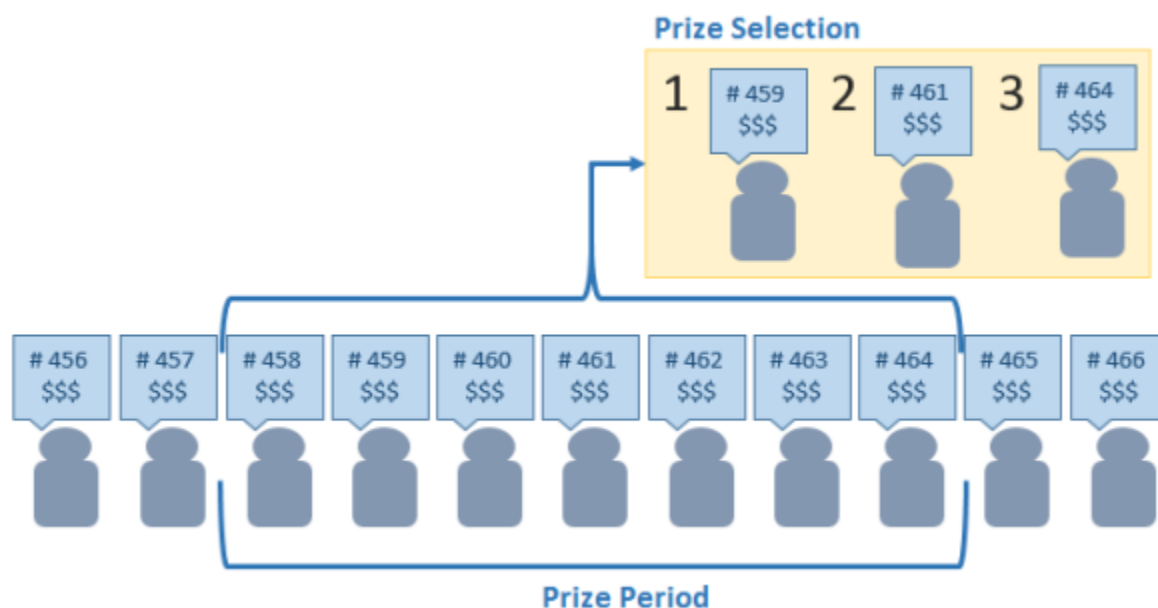 Prize Selection
1 # 459 2 # 461 3 # 464
$$$ $$$ $$$
# 456 # 457 # 458 # 459 # 460 # 461 # 462 # 463 # 464 # 465 # 466
$$$ $$$ $$$ $$$ $$$ $$$ $$$ $$$ $$$ $$$ $$$
Prize Period